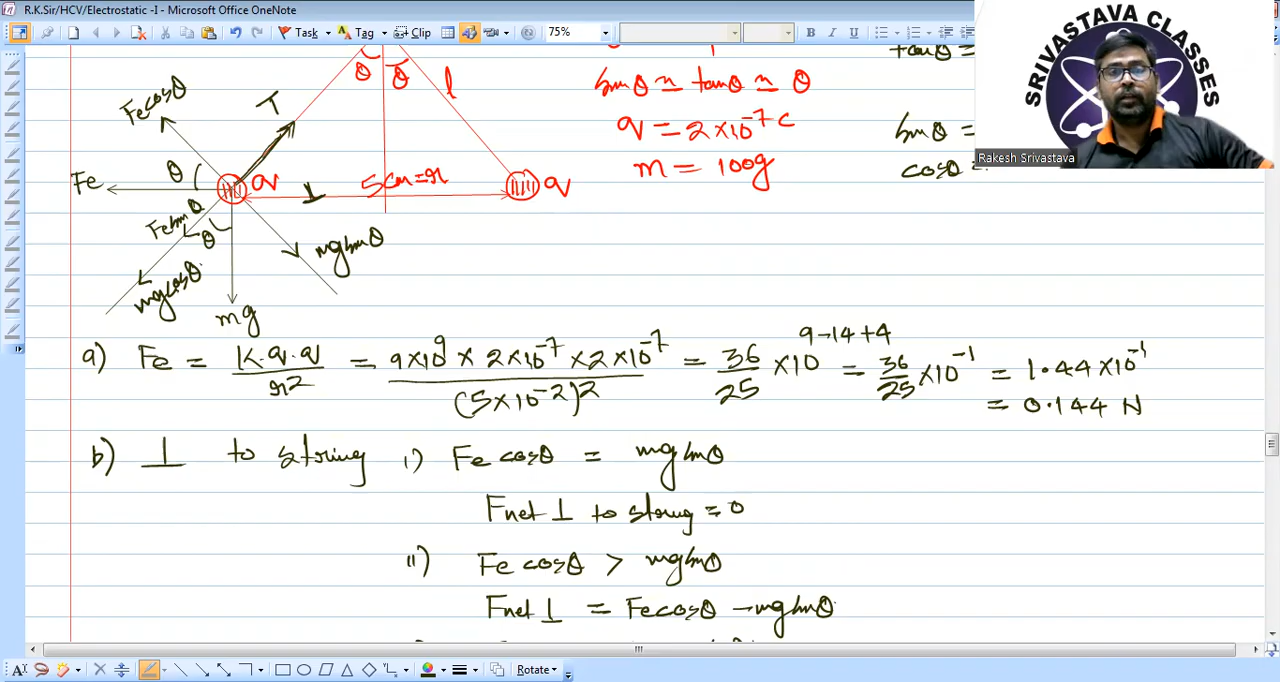 R.K.Sir/HCV/Electrostatic -I - Microsoft Office OneNote
Task Tag Clip 75% B I U
SRIVASTAVA CLASSES
Rakesh Srivastava
tanθ =
θ θ l
sinθ ≈ tanθ ≈ θ
q = 2×10⁻⁷ C
m = 100g
sinθ =
cosθ =
Fe cosθ
T
Fe θ q 5cm=r q
⊥
Fe sinθ
θ
mg sinθ
mg cosθ
mg
a) Fe = K.q.q / r² = 9×10⁹ × 2×10⁻⁷ × 2×10⁻⁷ / (5×10⁻²)² = 36/25 ×10^9-14+4 = 36/25 ×10⁻¹ = 1.44×10⁻¹
= 0.144 N
b) ⊥ to string i) Fe cosθ = mg sinθ
Fnet ⊥ to string = 0
ii) Fe cosθ > mg sinθ
Fnet ⊥ = Fe cosθ - mg sinθ
Rotate